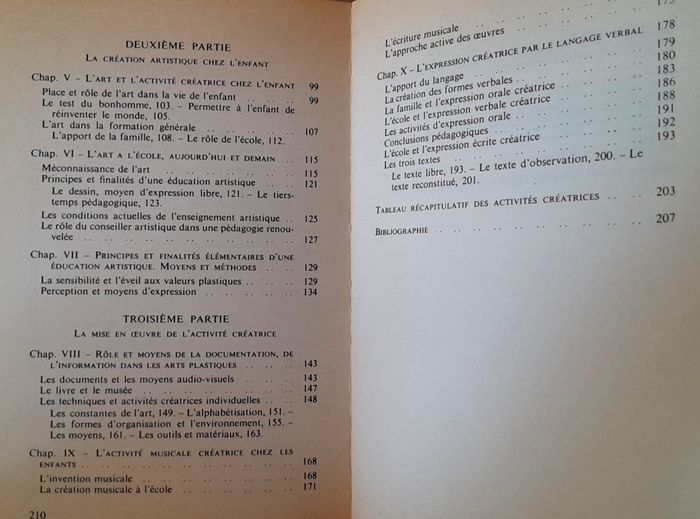 DEUXIÈME PARTIE
LA CRÉATION ARTISTIQUE CHEZ L'ENFANT
Chap. V – L'ART ET L'ACTIVITÉ CRÉATRICE CHEZ L'ENFANT 99
Place et rôle de l'art dans la vie de l'enfant .. .. .. 99
Le test du bonhomme, 103. – Permettre à l'enfant de
réinventer le monde, 105.
L'art dans la formation générale .. .. .. .. .. 107
L'apport de la famille, 108. – Le rôle de l'école, 112.
Chap. VI – L'ART A L'ÉCOLE, AUJOURD'HUI ET DEMAIN .. 115
Méconnaissance de l'art .. .. .. .. .. .. 115
Principes et finalités d'une éducation artistique .. .. 121
Le dessin, moyen d'expression libre, 121. – Le tiers-
temps pédagogique, 123.
Les conditions actuelles de l'enseignement artistique .. 125
Le rôle du conseiller artistique dans une pédagogie renou-
velée .. .. .. .. .. .. .. .. 127
Chap. VII – PRINCIPES ET FINALITÉS ÉLÉMENTAIRES D'UNE
ÉDUCATION ARTISTIQUE. MOYENS ET MÉTHODES .. .. 129
La sensibilité et l'éveil aux valeurs plastiques .. .. .. 129
Perception et moyens d'expression .. .. .. .. 134
TROISIÈME PARTIE
LA MISE EN ŒUVRE DE L'ACTIVITÉ CRÉATRICE
Chap. VIII – RÔLE ET MOYENS DE LA DOCUMENTATION, DE
L'INFORMATION DANS LES ARTS PLASTIQUES .. .. .. 143
Les documents et les moyens audio-visuels .. .. .. 143
Le livre et le musée .. .. .. .. .. .. .. 147
Les techniques et activités créatrices individuelles .. .. 148
Les constantes de l'art, 149. – L'alphabétisation, 151. –
Les formes d'organisation et l'environnement, 155. –
Les moyens, 161. – Les outils et matériaux, 163.
Chap. IX – L'ACTIVITÉ MUSICALE CRÉATRICE CHEZ LES
ENFANTS .. .. .. .. .. .. .. .. .. 168
L'invention musicale .. .. .. .. .. .. .. 168
La création musicale à l'école .. .. .. .. .. 171
210
L'écriture musicale .. .. .. .. .. 175
L'approche active des œuvres .. .. .. ..
Chap. X – L'EXPRESSION CRÉATRICE PAR LE LANGAGE VERBAL 178
L'apport du langage .. .. .. .. .. 179
La création des formes verbales .. .. .. .. 180
La famille et l'expression orale créatrice .. .. .. 183
L'école et l'expression verbale créatrice .. .. .. 186
Les activités d'expression orale .. .. .. .. 188
Conclusions pédagogiques .. .. .. .. .. 191
L'école et l'expression écrite créatrice .. .. .. 192
Les trois textes .. .. .. .. .. .. .. 193
Le texte libre, 193. – Le texte d'observation, 200. – Le
texte reconstitué, 201.
TABLEAU RÉCAPITULATIF DES ACTIVITÉS CRÉATRICES .. .. 203
BIBLIOGRAPHIE .. .. .. .. .. .. .. .. 207